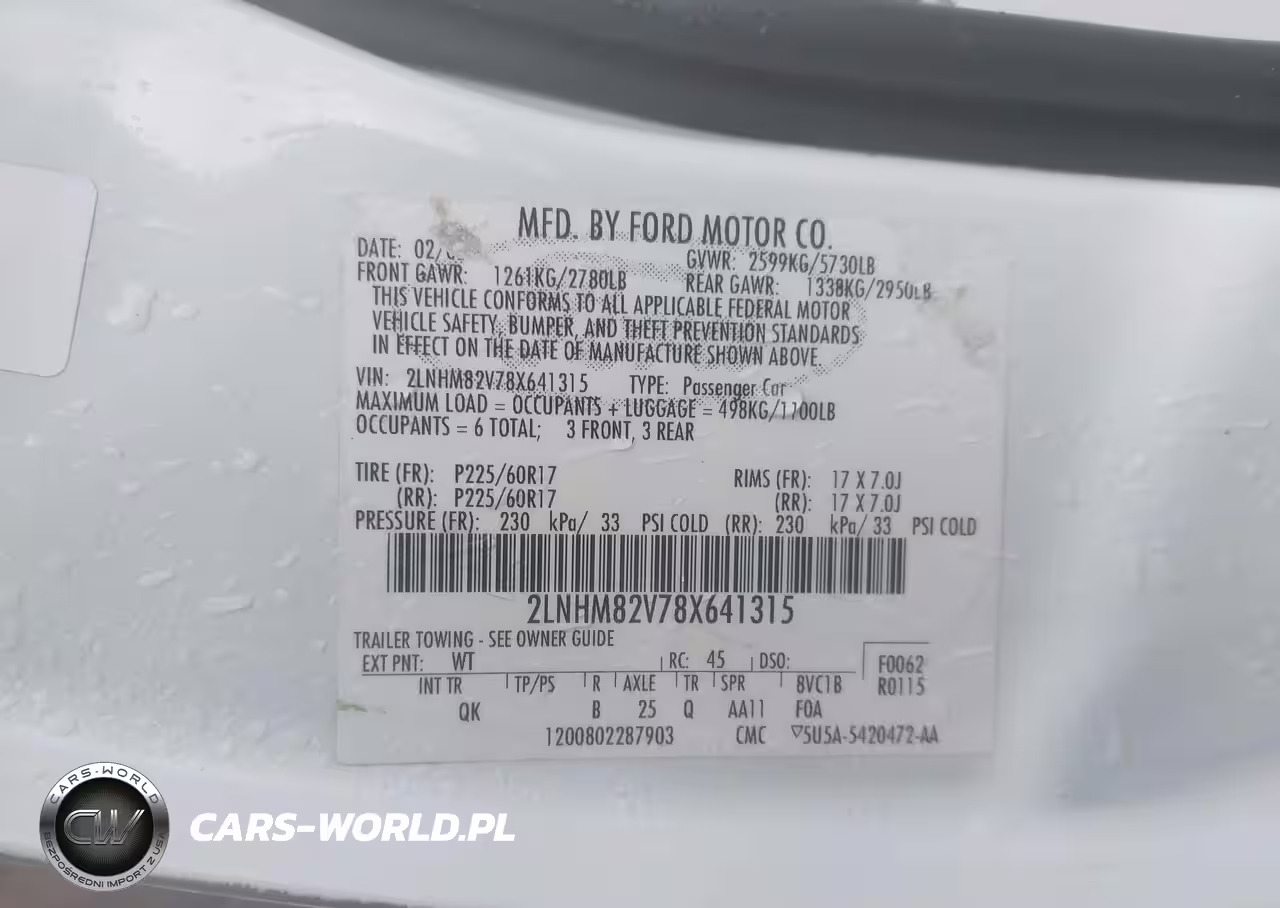 MFD. BY FORD MOTOR CO.
DATE: 02/ GVWR: 2599KG/5730LB
FRONT GAWR: 1261KG/2780LB REAR GAWR: 1338KG/2950LB
THIS VEHICLE CONFORMS TO ALL APPLICABLE FEDERAL MOTOR
VEHICLE SAFETY, BUMPER, AND THEFT PREVENTION STANDARDS
IN EFFECT ON THE DATE OF MANUFACTURE SHOWN ABOVE.
VIN: 2LNHM82V78X641315 TYPE: Passenger Car
MAXIMUM LOAD = OCCUPANTS + LUGGAGE = 498KG/1100LB
OCCUPANTS = 6 TOTAL; 3 FRONT, 3 REAR
TIRE (FR): P225/60R17 RIMS (FR): 17 X 7.0J
(RR): P225/60R17 (RR): 17 X 7.0J
PRESSURE (FR): 230 kPa/ 33 PSI COLD (RR): 230 kPa/ 33 PSI COLD
2LNHM82V78X641315
TRAILER TOWING - SEE OWNER GUIDE
EXT PNT: WT RC: 45 DSO: F0062
INT TR TP/PS R AXLE TR SPR BVC1B R0115
QK B 25 Q AA11 F0A
1200802287903 CMC ▽5U5A-5420472-AA
CARS-WORLD
CW
BEZPOŚREDNI IMPORT Z USA
CARS-WORLD.PL